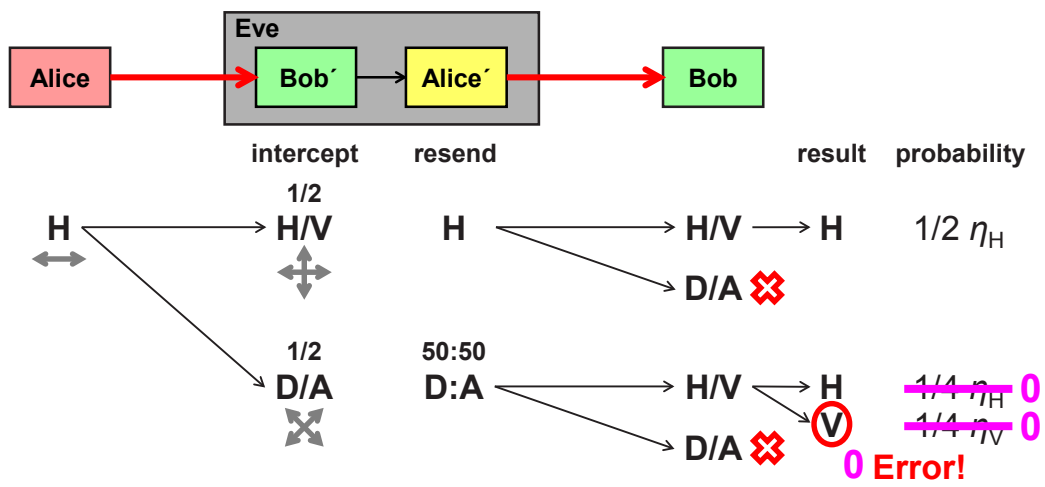 Eve
Alice Bob´ Alice´ Bob
intercept resend result probability
1/2
H H/V H H/V H 1/2 ηH
D/A
1/2 50:50
D/A D:A H/V H 1/4 ηH 0
V 1/4 ηV 0
D/A
0 Error!